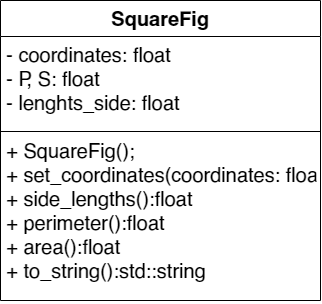 SquareFig
- coordinates: float
- P, S: float
- lenghts_side: float
+ SquareFig();
+ set_coordinates(coordinates: floa
+ side_lengths():float
+ perimeter():float
+ area():float
+ to_string():std::string